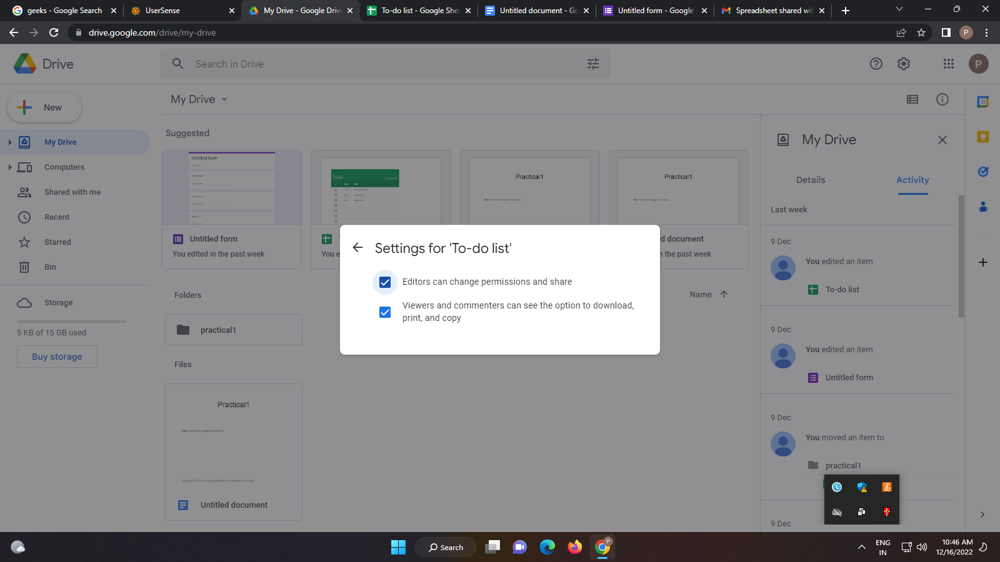 geeks - Google Search
UserSense
My Drive - Google Drive
To-do list - Google Shee
Untitled document - Go
Untitled form - Google
Spreadsheet shared wit
drive.google.com/drive/my-drive
P
Drive
Search in Drive
P
New
My Drive
31
My Drive
Computers
Shared with me
Recent
Starred
Bin
Storage
5 KB of 15 GB used
Buy storage
Suggested
Untitled form
To Do
Practical1
Practical1
Untitled form
You edited in the past week
You e
d document
n the past week
Settings for 'To-do list'
Editors can change permissions and share
Viewers and commenters can see the option to download,
print, and copy
Folders
Name
practical1
Files
Practical1
Untitled document
My Drive
Details
Activity
Last week
9 Dec
You edited an item
To-do list
9 Dec
You edited an item
Untitled form
9 Dec
You moved an item to
practical1
9 Dec
Search
P
ENG
IN
10:46 AM
12/16/2022